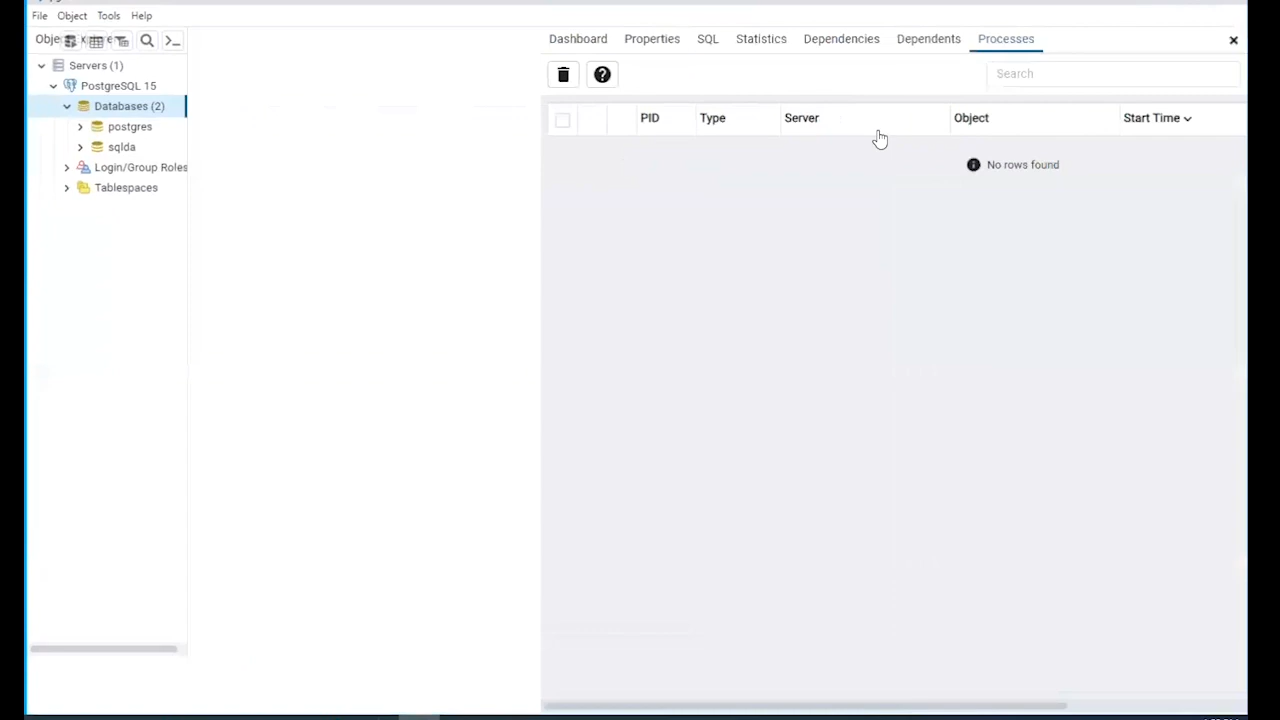 File Object Tools Help
Dashboard Properties SQL Statistics Dependencies Dependents Processes
Servers (1)
PostgreSQL 15
Databases (2)
postgres
sqlda
Login/Group Roles
Tablespaces
Search
PID Type Server Object Start Time
No rows found